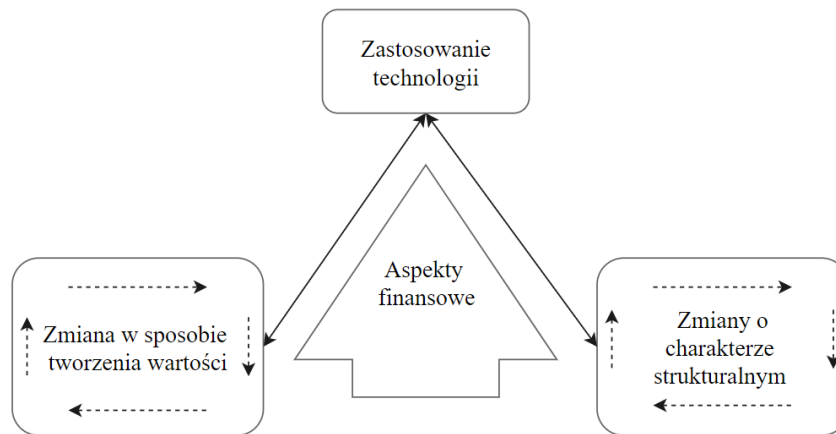 Zastosowanie
technologii
Aspekty
finansowe
Zmiana w sposobie
tworzenia wartości
Zmiany o
charakterze
strukturalnym